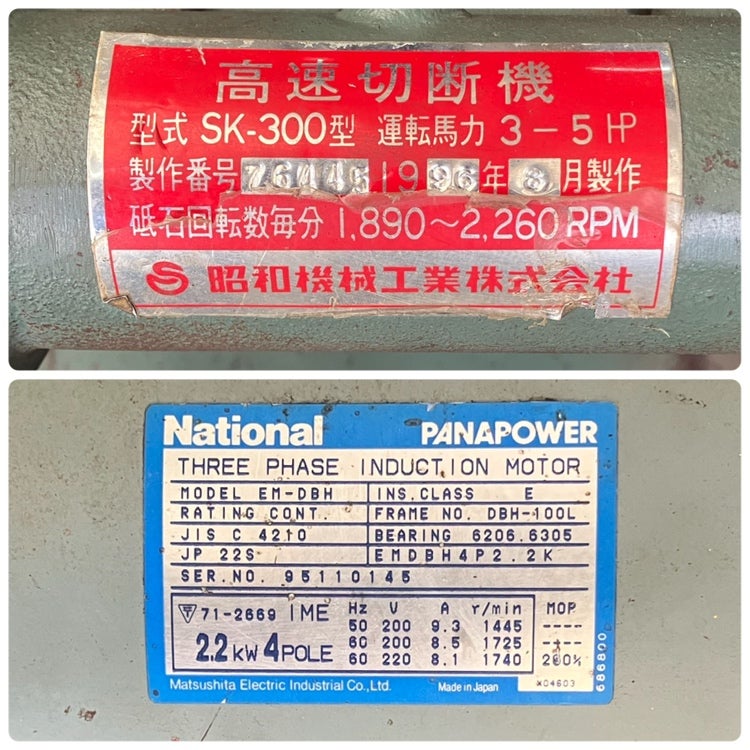 高速切断機
型式 SK-300型 運転馬力 3-5 HP
製作番号 76445 1996年 8月製作
砥石回転数毎分 1,890~2,260 RPM
昭和機械工業株式会社
National PANAPOWER
THREE PHASE INDUCTION MOTOR
MODEL EM-DBH INS.CLASS E
RATING CONT. FRAME NO. DBH-100L
JIS C 4210 BEARING 6206.6305
JP 22S EMDBH4P2.2K
SER.NO. 95110145
71-2669 IME Hz V A r/min MOP
50 200 9.3 1445 ----
2.2 kW 4 POLE 60 200 8.5 1725 ----
60 220 8.1 1740 280%
Matsushita Electric Industrial Co., Ltd. Made in Japan X04603
686800